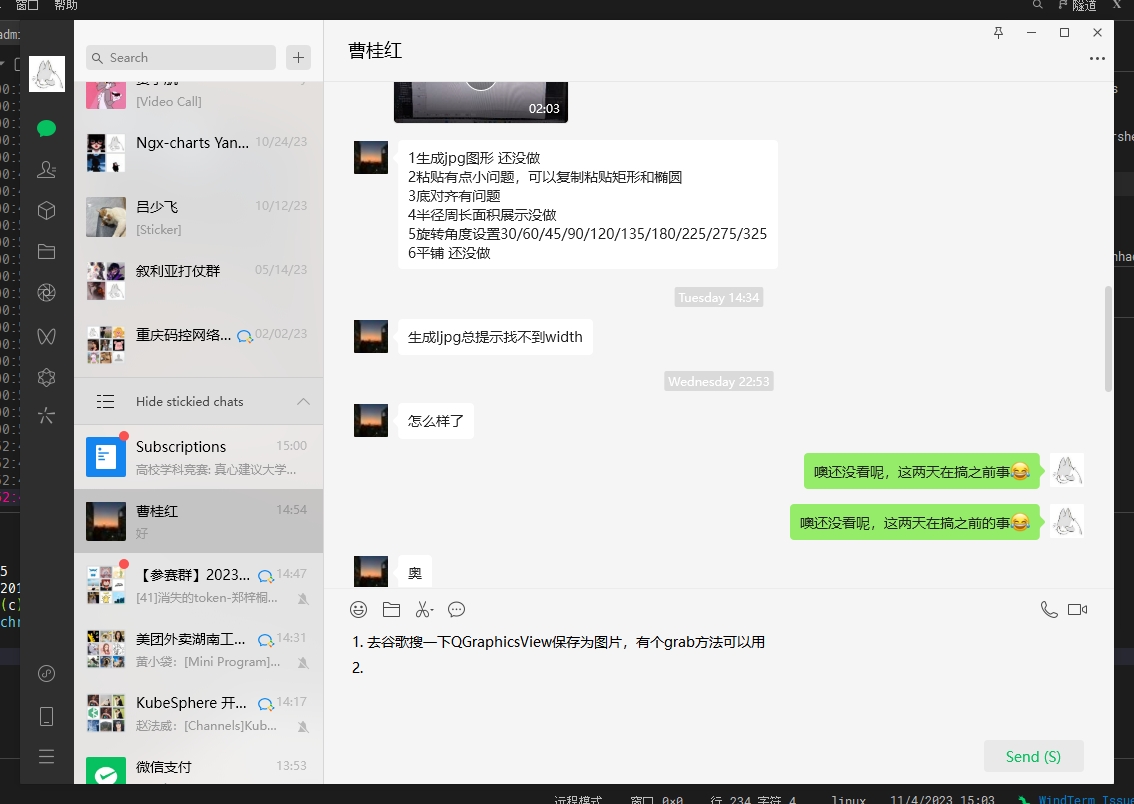 窗口 帮助
隧道
Search
[Video Call]
Ngx-charts Yan... 10/24/23
吕少飞 10/12/23
[Sticker]
叙利亚打仗群 05/14/23
重庆码控网络... 02/02/23
Hide stickied chats
Subscriptions 15:00
高校学科竞赛: 真心建议大学...
曹桂红 14:54
好
【参赛群】2023... 14:47
[41]消失的token-郑梓桐...
美团外卖湖南工... 14:31
黄小袋：[Mini Program]...
KubeSphere 开... 14:17
赵法威：[Channels]Kub...
微信支付 13:53
曹桂红
02:03
1生成jpg图形 还没做
2粘贴有点小问题，可以复制粘贴矩形和椭圆
3底对齐有问题
4半径周长面积展示没做
5旋转角度设置30/60/45/90/120/135/180/225/275/325
6平铺 还没做
Tuesday 14:34
生成ljpg总提示找不到width
Wednesday 22:53
怎么样了
噢还没看呢，这两天在搞之前事😂
噢还没看呢，这两天在搞之前的事😂
奥
1. 去谷歌搜一下QGraphicsView保存为图片，有个grab方法可以用
2.
Send (S)
远程模式 窗口 0×0 行 234 字符 4 linux 11/4/2023 15:03 WindTerm Issue